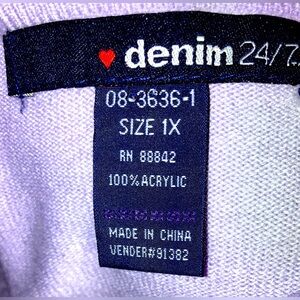 denim 24/7.
08-3636-1
SIZE 1X
RN 88842
100% ACRYLIC
MADE IN CHINA
VENDER#91382